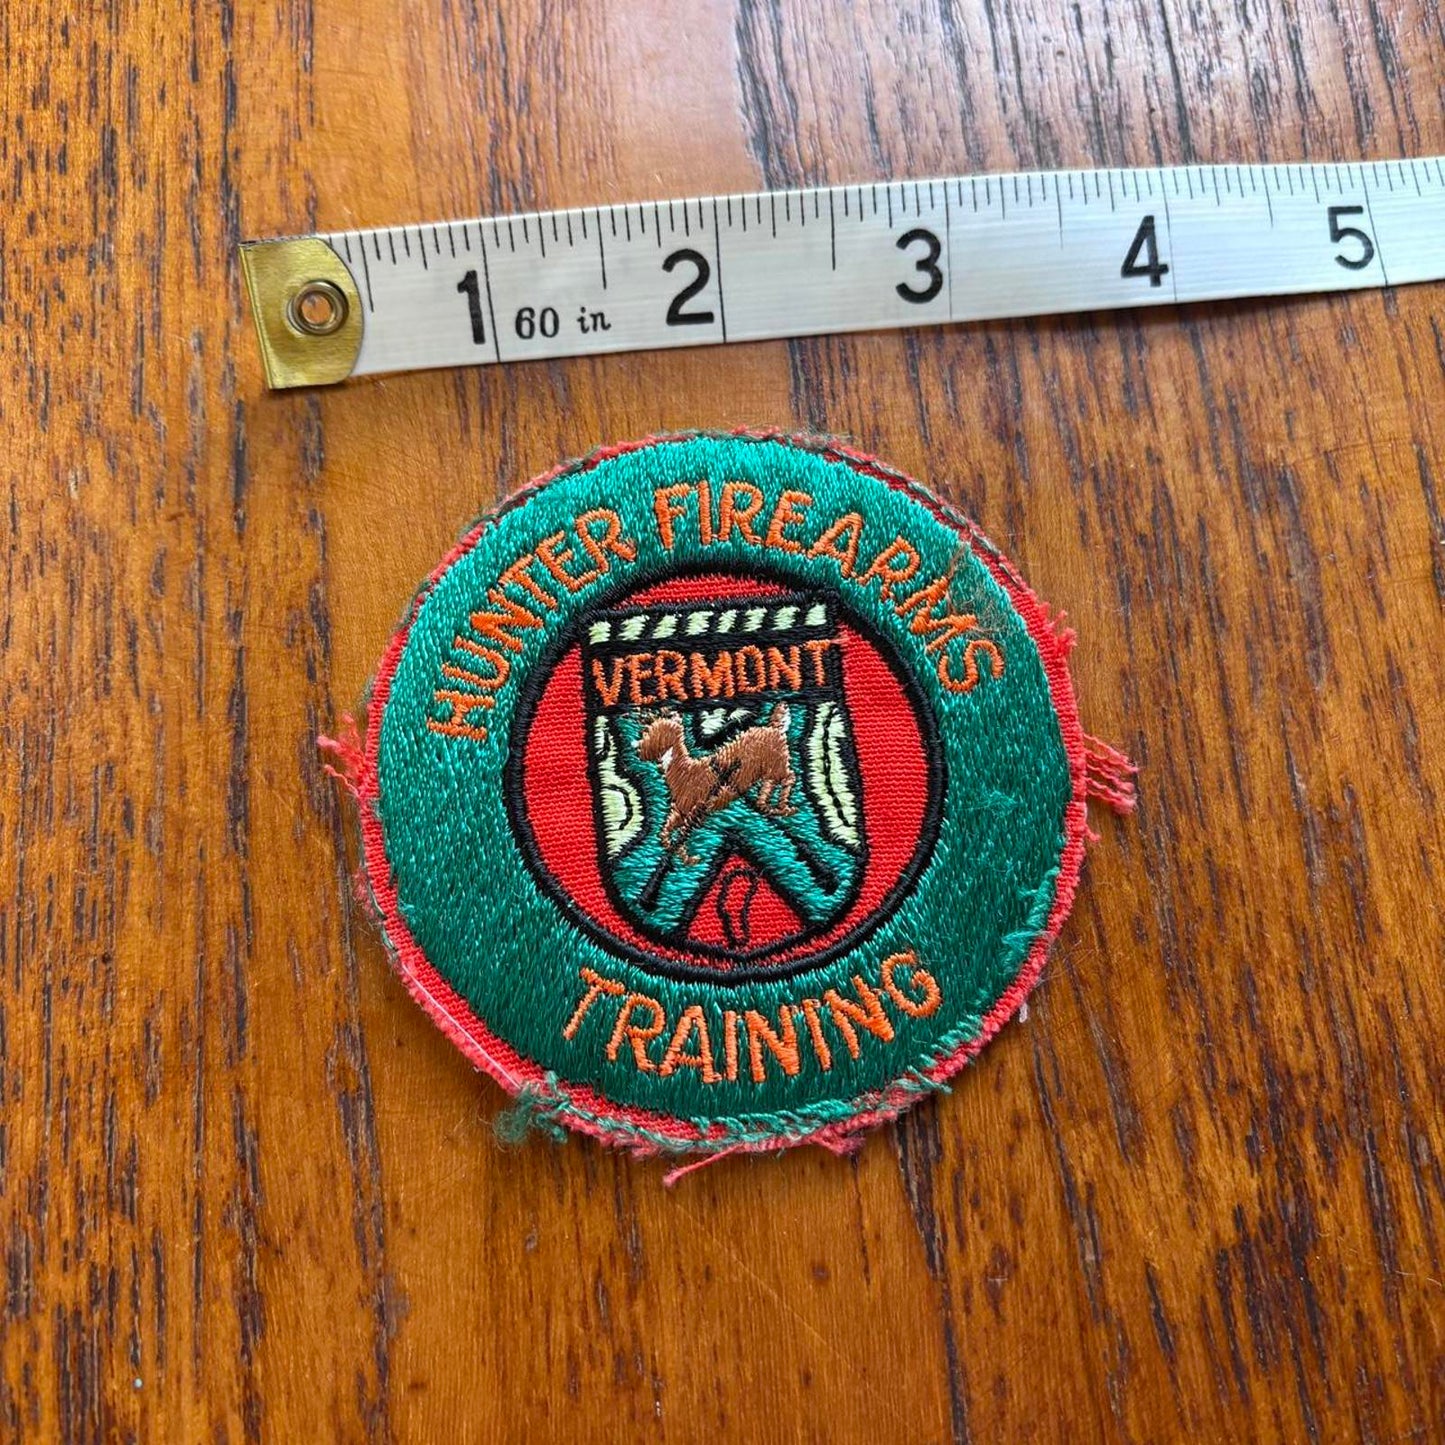 1 60 in 2 3 4 5
HUNTER FIREARMS
VERMONT
TRAINING